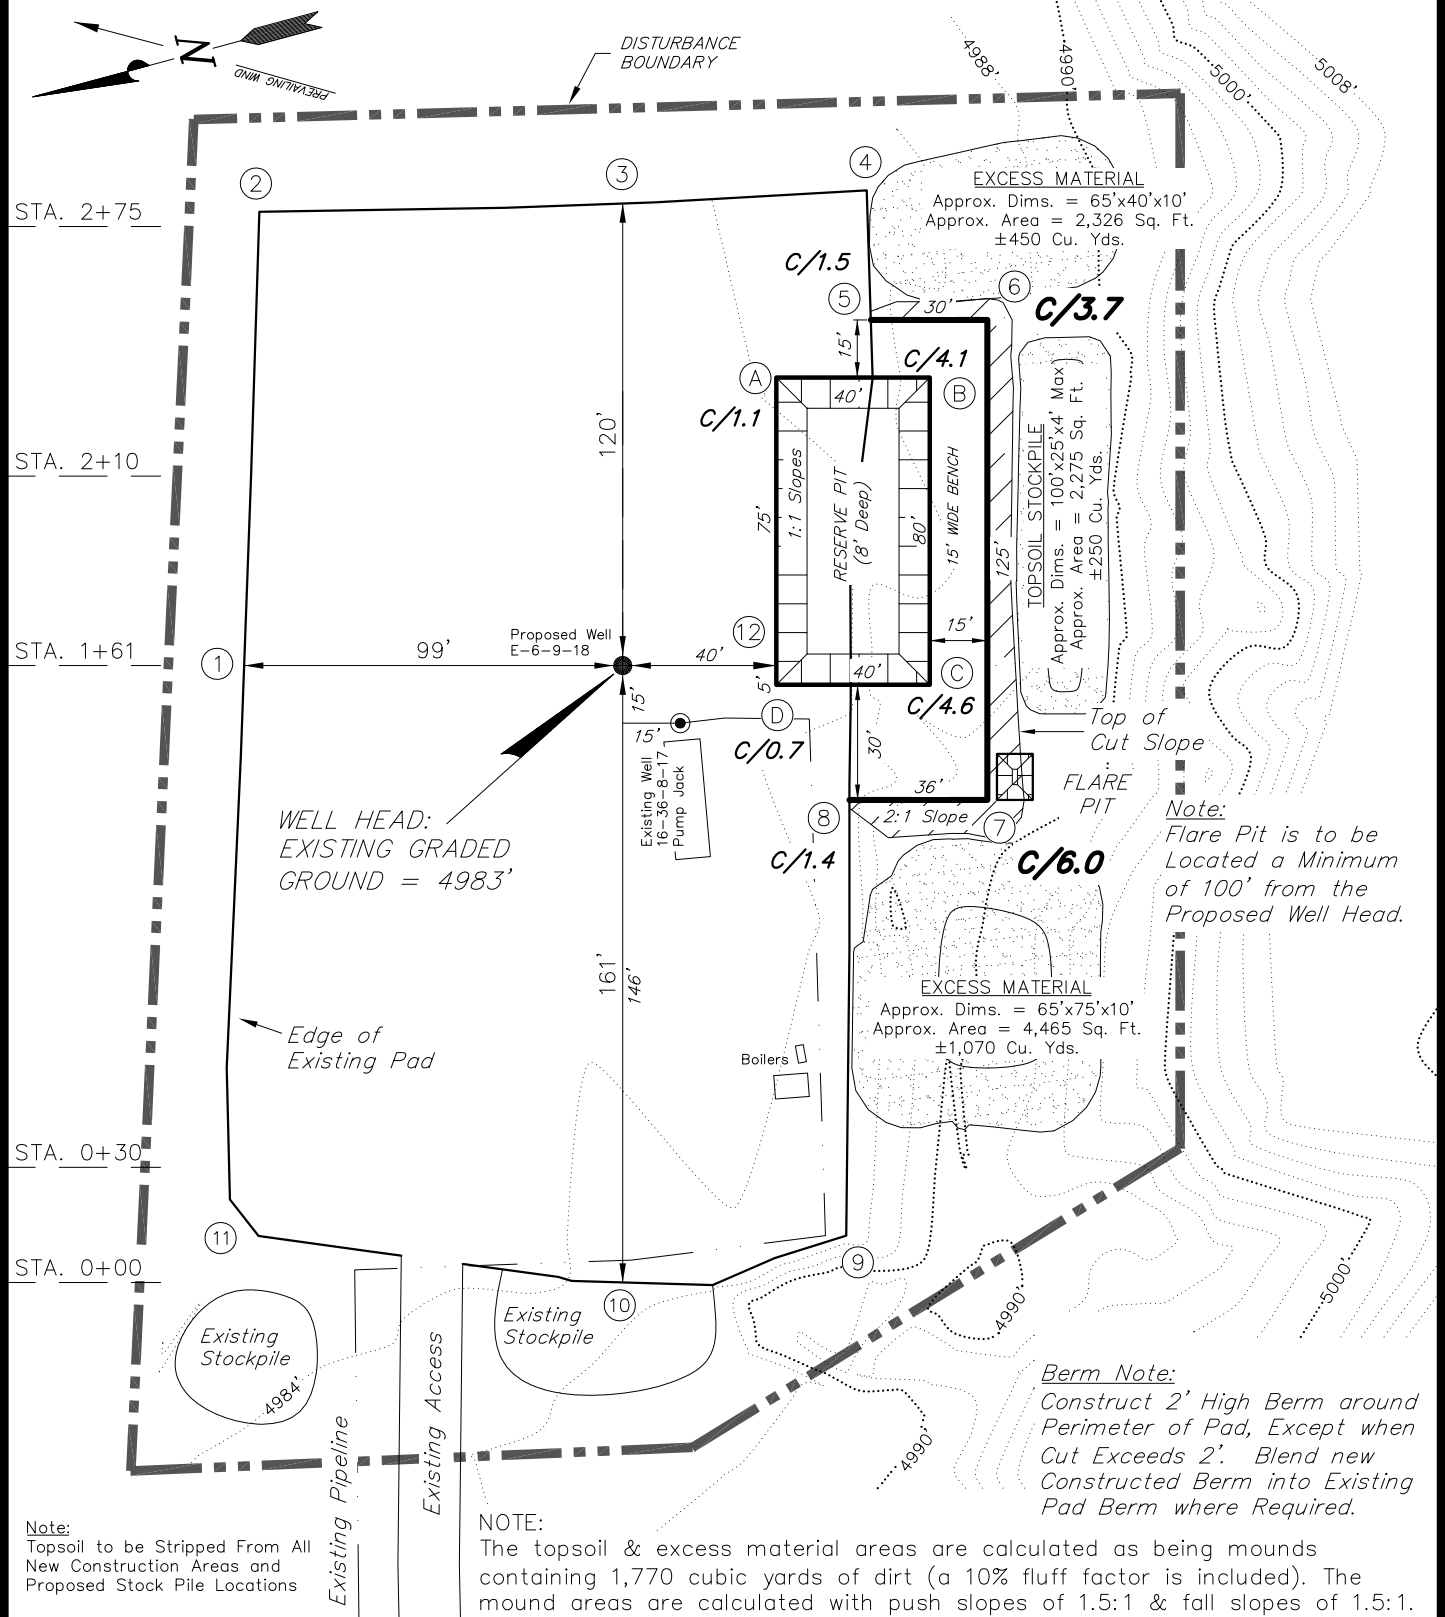 N
PREVAILING WIND
DISTURBANCE
BOUNDARY
4988'
4990'
5000'
5008'
STA. 2+75
2
3
4
EXCESS MATERIAL
Approx. Dims. = 65'x40'x10'
Approx. Area = 2,326 Sq. Ft.
±450 Cu. Yds.
C/1.5
5
30'
6
C/3.7
15'
C/4.1
A
40'
B
C/1.1
120'
STA. 2+10
75'
1:1 Slopes
RESERVE PIT
(8' Deep)
80'
15' WIDE BENCH
125'
TOPSOIL STOCKPILE
Approx. Dims. = 100'x25'x4' Max
Approx. Area = 2,275 Sq. Ft.
±250 Cu. Yds.
STA. 1+61
1
99'
Proposed Well
E-6-9-18
12
40'
5'
40'
15'
C
C/4.6
15'
15'
D
C/0.7
30'
Existing Well
16-36-8-17
Pump Jack
Top of
Cut Slope
FLARE
PIT
36'
2:1 Slope
8
7
C/1.4
C/6.0
WELL HEAD:
EXISTING GRADED
GROUND = 4983'
Note:
Flare Pit is to be
Located a Minimum
of 100' from the
Proposed Well Head.
161'
146'
EXCESS MATERIAL
Approx. Dims. = 65'x75'x10'
Approx. Area = 4,465 Sq. Ft.
±1,070 Cu. Yds.
Edge of
Existing Pad
Boilers
STA. 0+30
11
9
STA. 0+00
10
Existing
Stockpile
Existing
Stockpile
4984'
4990'
5000'
4990'
Existing Pipeline
Existing Access
Berm Note:
Construct 2' High Berm around
Perimeter of Pad, Except when
Cut Exceeds 2'. Blend new
Constructed Berm into Existing
Pad Berm where Required.
Note:
Topsoil to be Stripped From All
New Construction Areas and
Proposed Stock Pile Locations
NOTE:
The topsoil & excess material areas are calculated as being mounds
containing 1,770 cubic yards of dirt (a 10% fluff factor is included). The
mound areas are calculated with push slopes of 1.5:1 & fall slopes of 1.5:1.